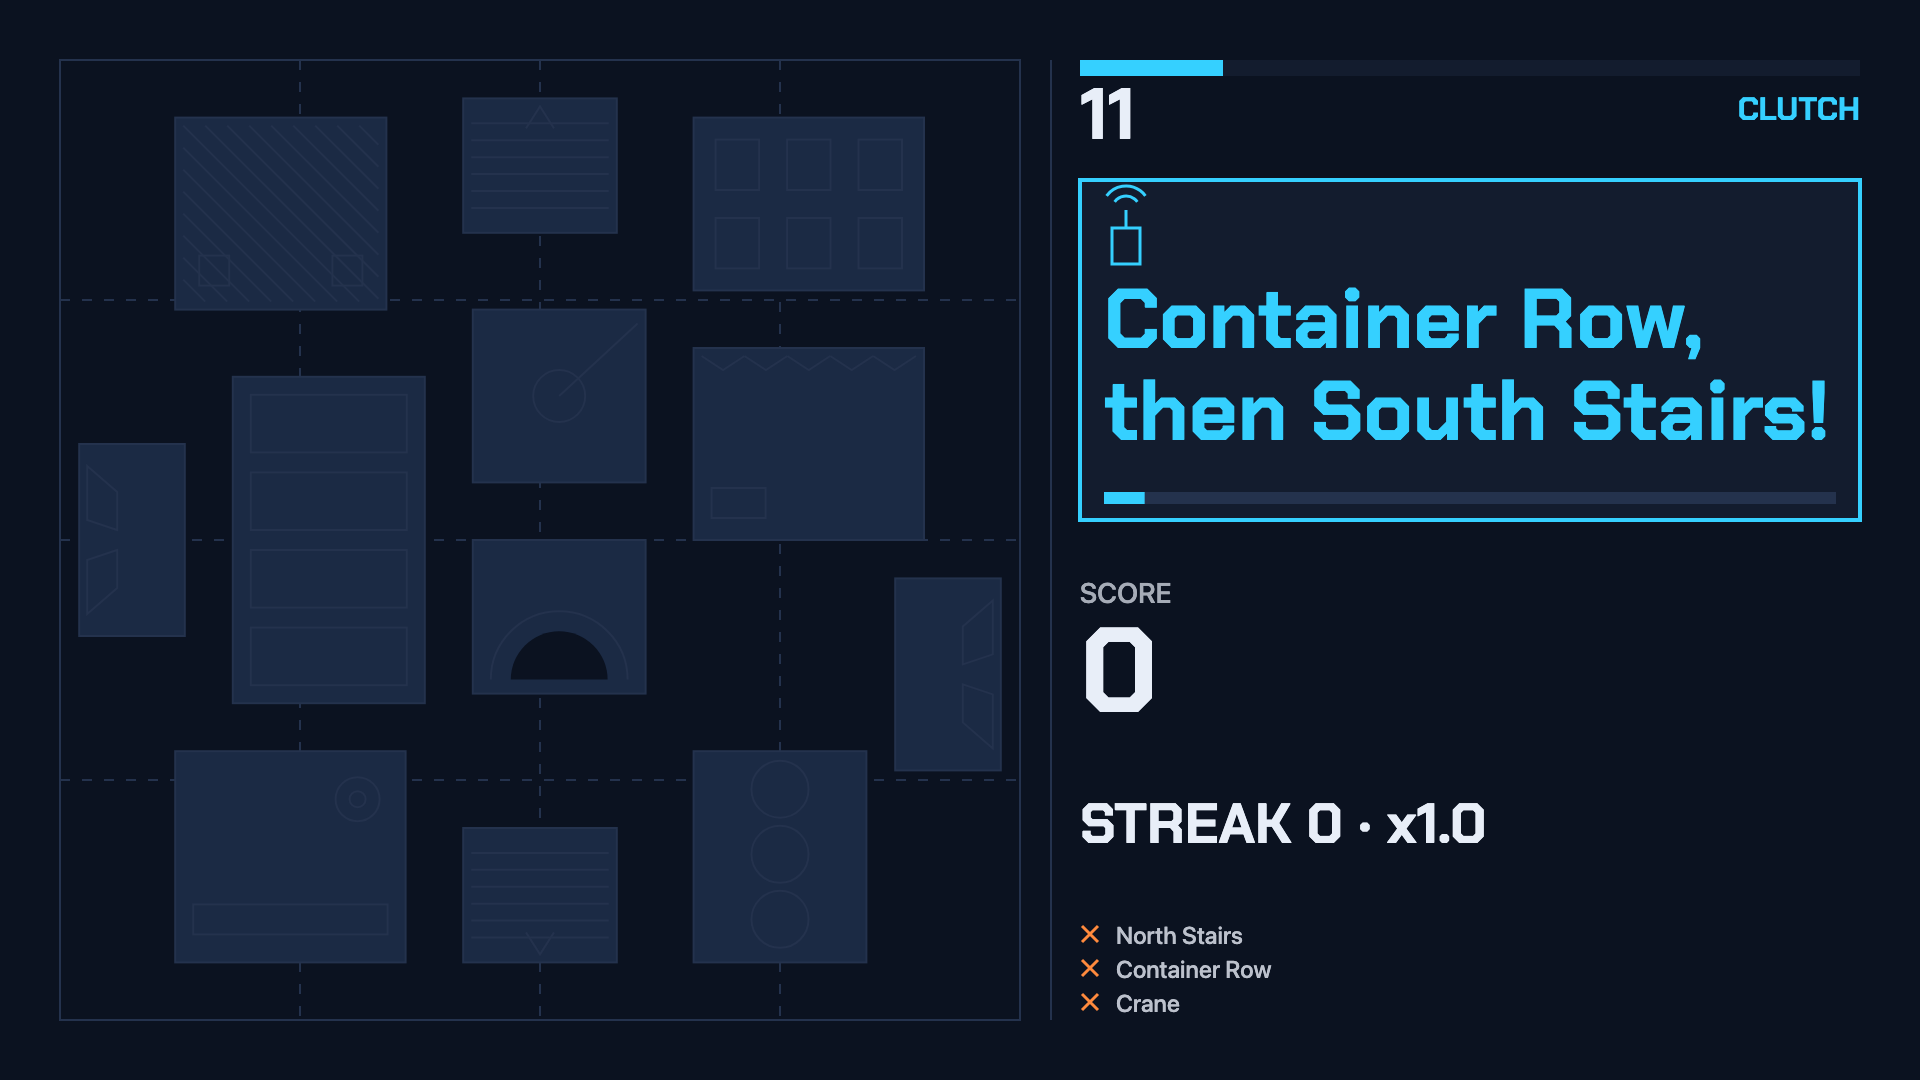 11
CLUTCH
Container Row,
then South Stairs!
SCORE
0
STREAK 0 · x1.0
North Stairs
Container Row
Crane